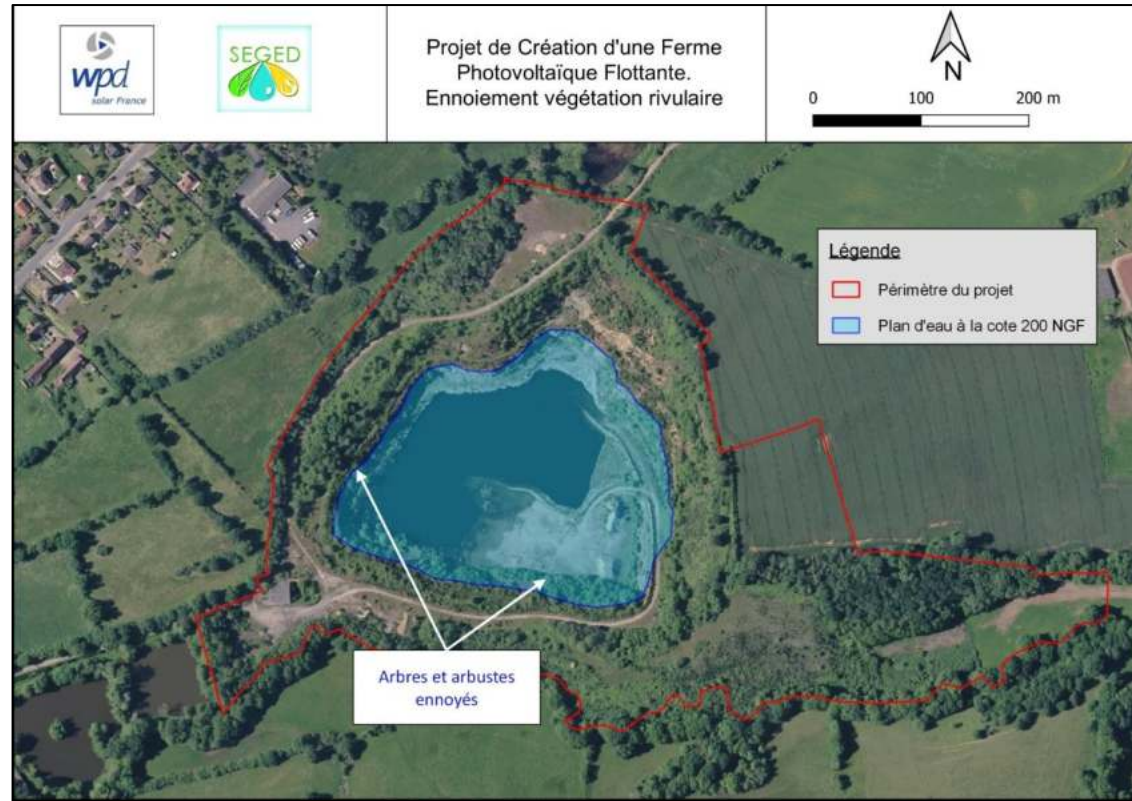 wpd
solar France
SEGED
Projet de Création d'une Ferme
Photovoltaïque Flottante.
Ennoiement végétation rivulaire
N
0 100 200 m
Légende
Périmètre du projet
Plan d'eau à la cote 200 NGF
Arbres et arbustes
ennoyés